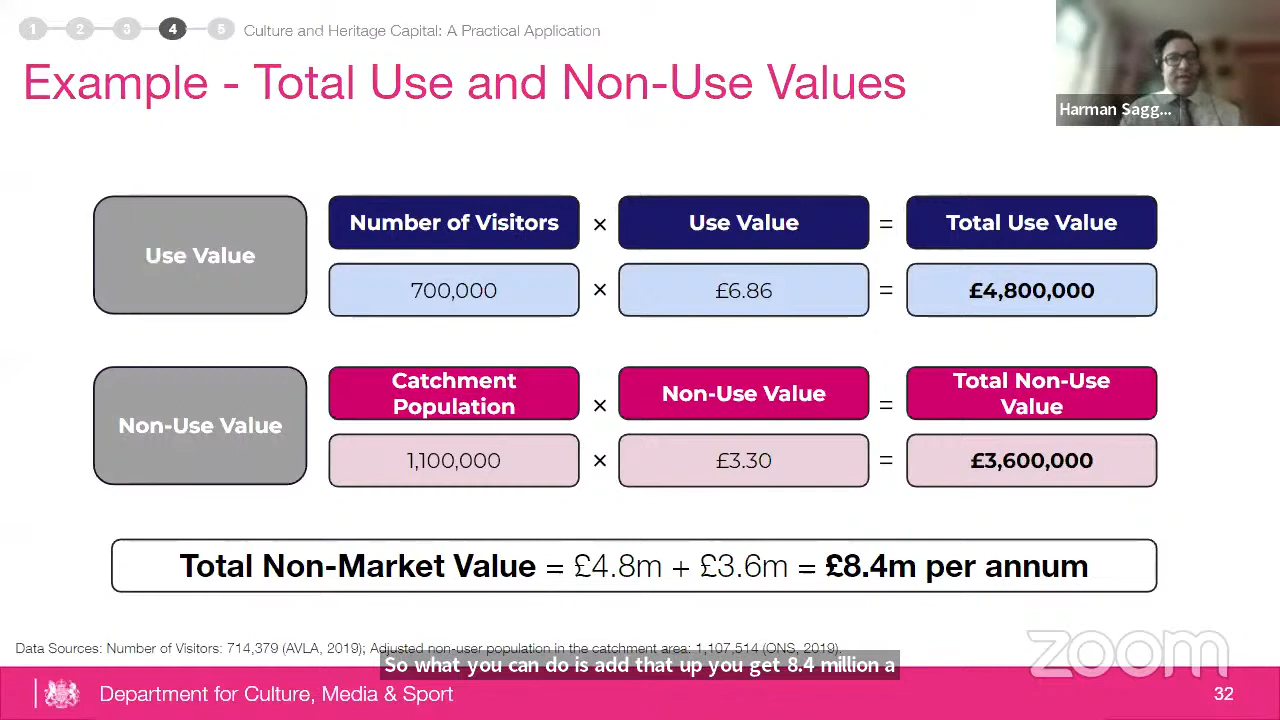 1 2 3 4 5 Culture and Heritage Capital: A Practical Application
Example - Total Use and Non-Use Values
Harman Sagg...
Use Value
Number of Visitors × Use Value = Total Use Value
700,000 × £6.86 = £4,800,000
Non-Use Value
Catchment
Population
×
Non-Use Value
=
Total Non-Use
Value
1,100,000 × £3.30 = £3,600,000
Total Non-Market Value = £4.8m + £3.6m = £8.4m per annum
Data Sources: Number of Visitors: 714,379 (AVLA, 2019); Adjusted non-user population in the catchment area: 1,107,514 (ONS, 2019).
So what you can do is add that up you get 8.4 million a
zoom
Department for Culture, Media & Sport
32